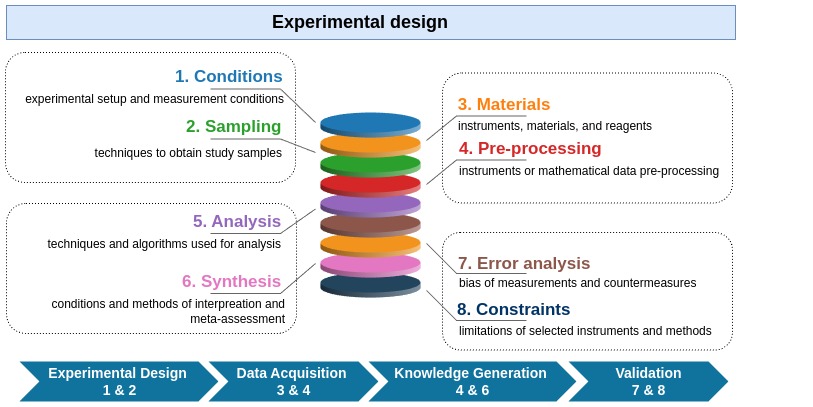 Experimental design
1. Conditions
experimental setup and measurement conditions
2. Sampling
techniques to obtain study samples
3. Materials
instruments, materials, and reagents
4. Pre-processing
instruments or mathematical data pre-processing
5. Analysis
techniques and algorithms used for analysis
6. Synthesis
conditions and methods of interpreation and
meta-assessment
7. Error analysis
bias of measurements and countermeasures
8. Constraints
limitations of selected instruments and methods
Experimental Design
1 & 2
Data Acquisition
3 & 4
Knowledge Generation
4 & 6
Validation
7 & 8